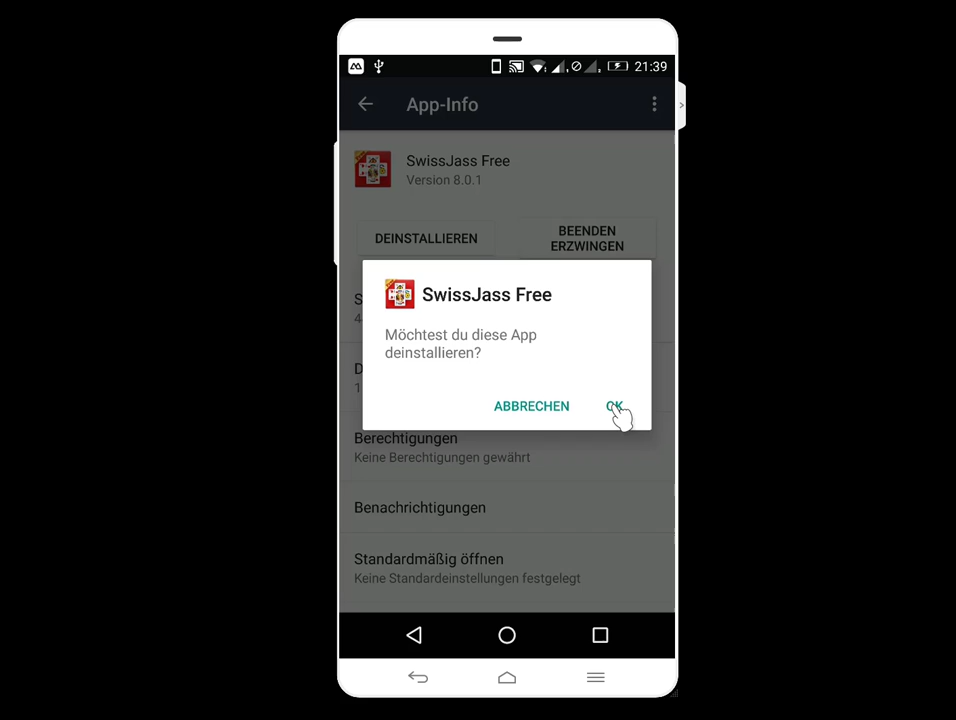 21:39
App-Info
SwissJass Free
Version 8.0.1
DEINSTALLIEREN
BEENDEN
ERZWINGEN
SwissJass Free
Möchtest du diese App
deinstallieren?
ABBRECHEN
OK
Berechtigungen
Keine Berechtigungen gewährt
Benachrichtigungen
Standardmäßig öffnen
Keine Standardeinstellungen festgelegt